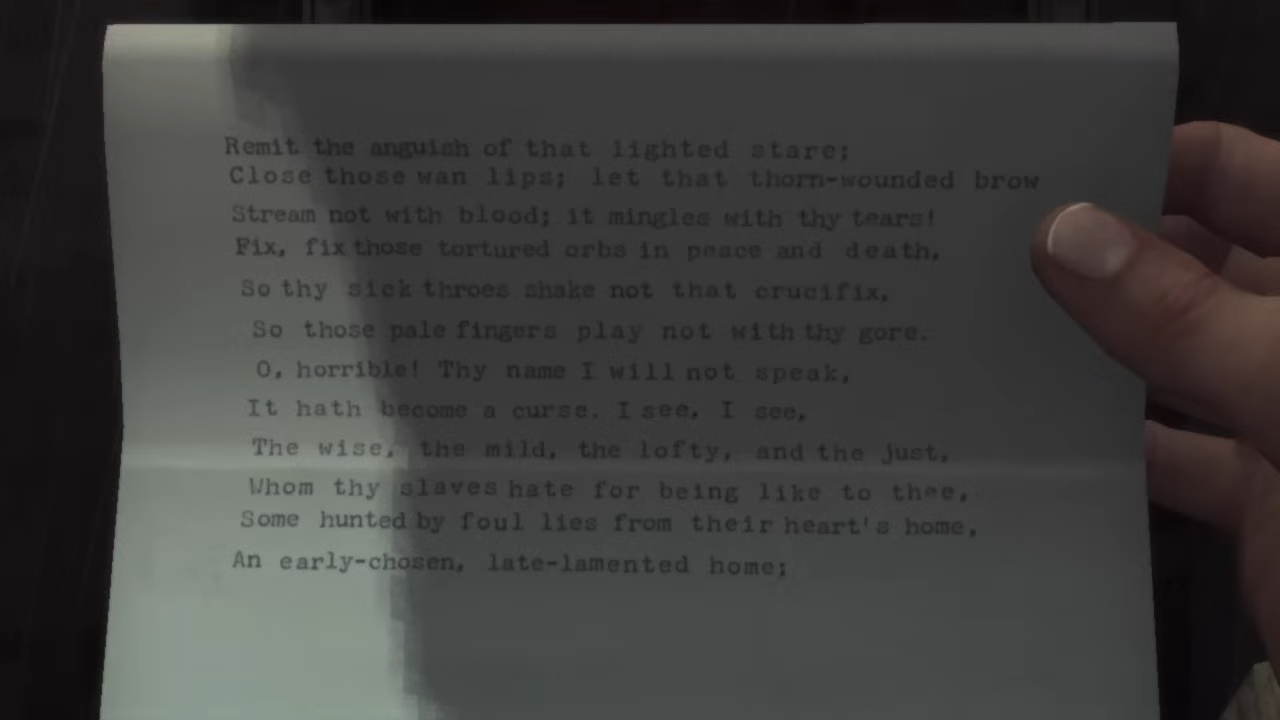 Remit the anguish of that lighted stare;
Close those wan lips; let that thorn-wounded brow
Stream not with blood; it mingles with thy tears!
Fix, fix those tortured orbs in peace and death,
So thy sick throes shake not that crucifix,
So those pale fingers play not with thy gore.
O, horrible! Thy name I will not speak,
It hath become a curse. I see, I see,
The wise, the mild, the lofty, and the just,
Whom thy slaves hate for being like to thee,
Some hunted by foul lies from their heart's home,
An early-chosen, late-lamented home;